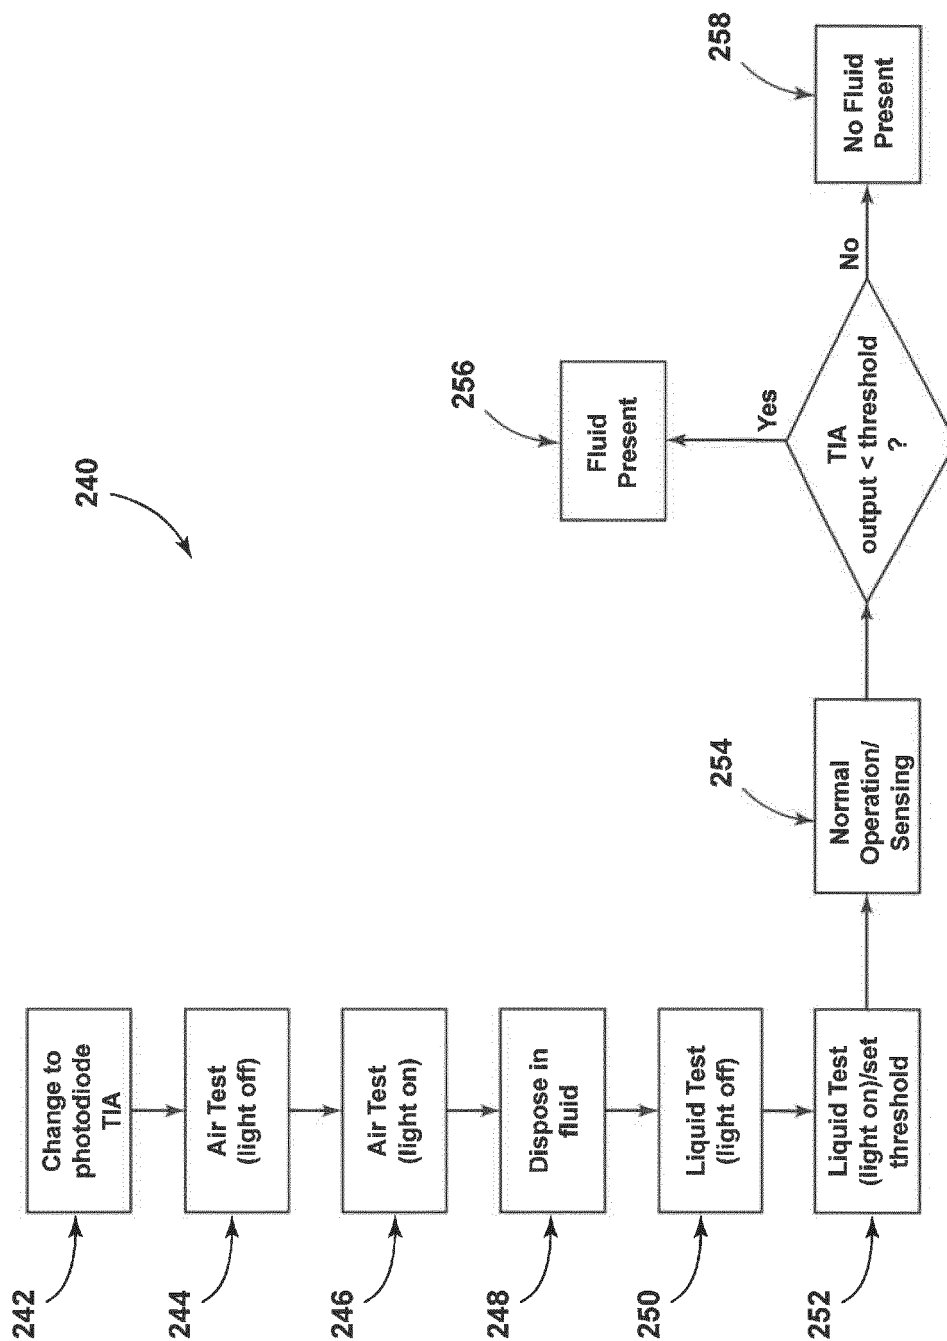 240
242
Change to
photodiode
TIA
244
Air Test
(light off)
246
Air Test
(light on)
248
Dispose in
fluid
250
Liquid Test
(light off)
252
Liquid Test
(light on)/set
threshold
254
Normal
Operation/
Sensing
TIA
output < threshold
?
Yes
256
Fluid
Present
No
258
No Fluid
Present